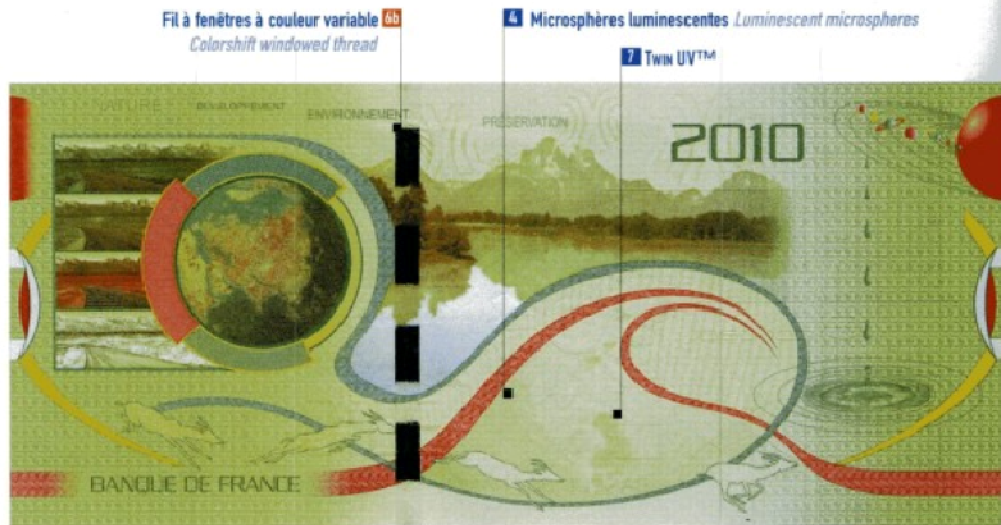 Fil à fenêtres à couleur variable 6b
Colorshift windowed thread
4 Microsphères luminescentes Luminescent microspheres
7 TWIN UV™
NATURE DEVELOPPEMENT ENVIRONNEMENT PRESERVATION
2010
BANQUE DE FRANCE